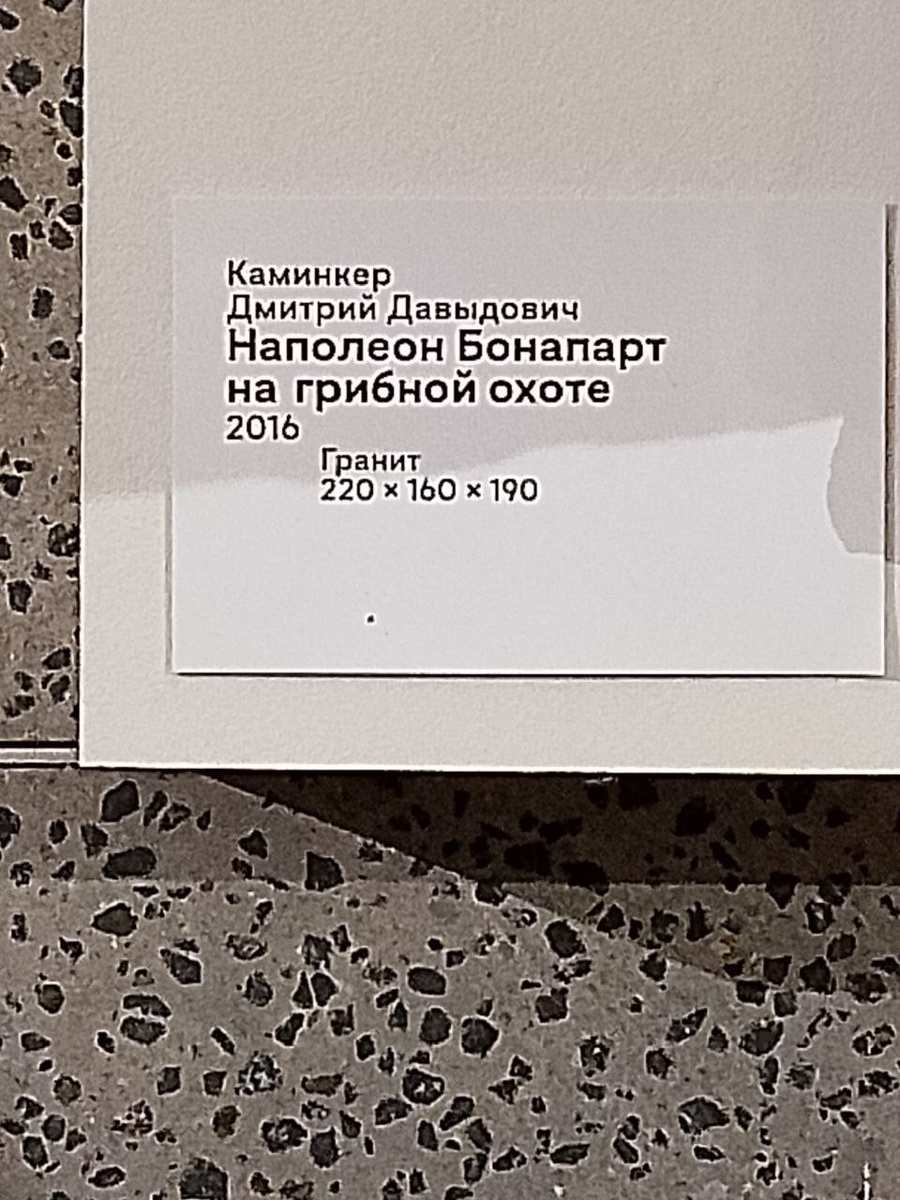 Каминкер
Дмитрий Давыдович
Наполеон Бонапарт
на грибной охоте
2016
Гранит
220 × 160 × 190